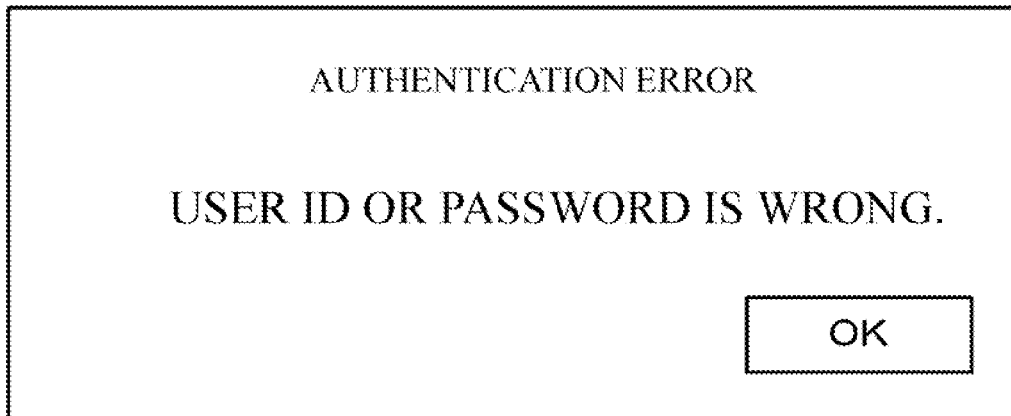 AUTHENTICATION ERROR
USER ID OR PASSWORD IS WRONG.
OK